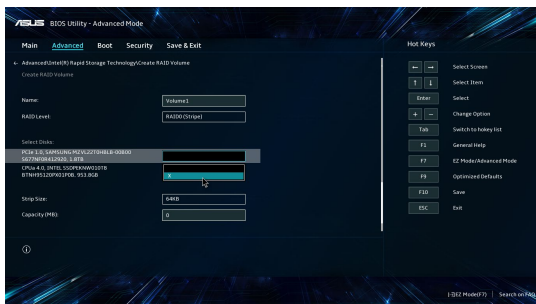 ASUS BIOS Utility - Advanced Mode
Main Advanced Boot Security Save & Exit
Hot Keys
← Advanced\Intel(R) Rapid Storage Technology\Create RAID Volume
Create RAID Volume
Name: Volume1
RAID Level: RAID0 (Stripe)
Select Disks:
PCIe 1.0, SAMSUNG MZVL22T0HBLB-00B00
S677NF0R412920, 1.8TB
CPUa 4.0, INTEL SSDPEKNW010T8
BTNH95120PX01P0B, 953.8GB
X
Strip Size: 64KB
Capacity (MB): 0
← → Select Screen
↑ ↓ Select Item
Enter Select
+ − Change Option
Tab Switch to hokey list
F1 General Help
F7 EZ Mode/Advanced Mode
F9 Optimized Defaults
F10 Save
ESC Exit
EZ Mode(F7) | Search on FAQ